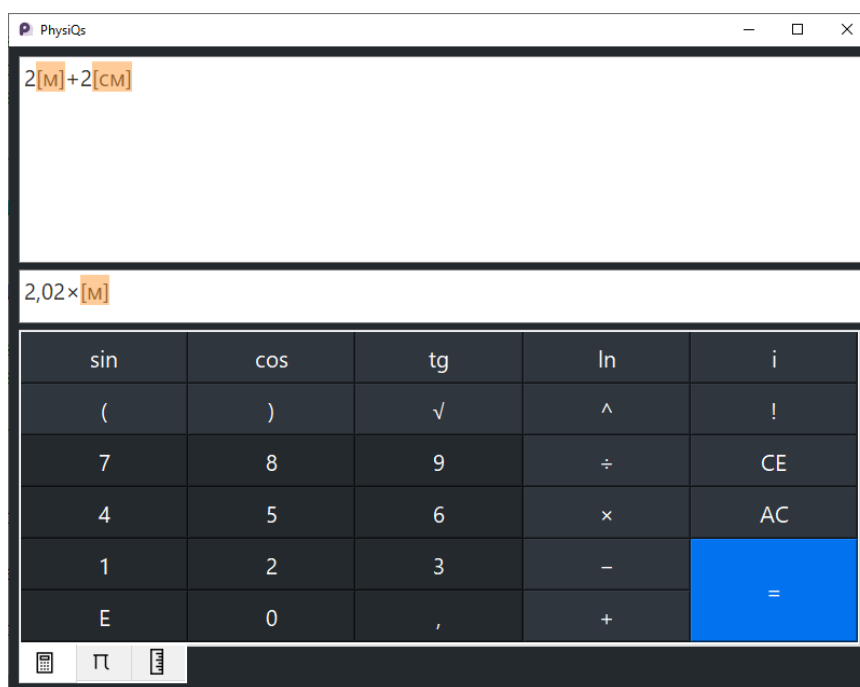 PhysiQs
2[м]+2[см]
2,02×[м]
sin cos tg ln i
( ) √ ^ !
7 8 9 ÷ CE
4 5 6 × AC
1 2 3 −
=
E 0 , +
π